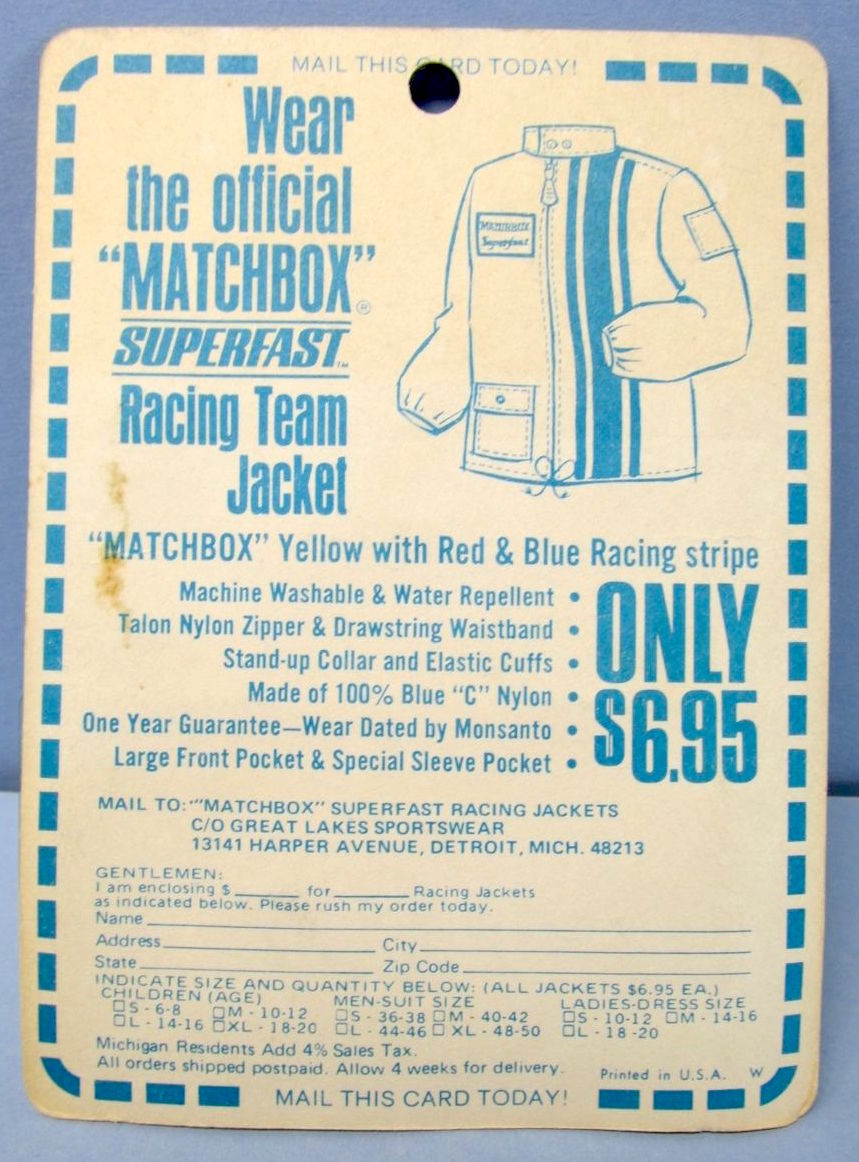 MAIL THIS CARD TODAY!
Wear
the official
"MATCHBOX"®
SUPERFAST™
Racing Team
Jacket
MATCHBOX
Superfast
"MATCHBOX" Yellow with Red & Blue Racing stripe
Machine Washable & Water Repellent •
Talon Nylon Zipper & Drawstring Waistband •
Stand-up Collar and Elastic Cuffs •
Made of 100% Blue "C" Nylon •
One Year Guarantee—Wear Dated by Monsanto •
Large Front Pocket & Special Sleeve Pocket •
ONLY
$6.95
MAIL TO: "MATCHBOX" SUPERFAST RACING JACKETS
C/O GREAT LAKES SPORTSWEAR
13141 HARPER AVENUE, DETROIT, MICH. 48213
GENTLEMEN:
I am enclosing $______ for______ Racing Jackets
as indicated below. Please rush my order today.
Name
Address City
State Zip Code
INDICATE SIZE AND QUANTITY BELOW: (ALL JACKETS $6.95 EA.)
CHILDREN (AGE) MEN-SUIT SIZE LADIES-DRESS SIZE
□S - 6-8 □M - 10-12 □S - 36-38 □M - 40-42 □S - 10-12 □M - 14-16
□L - 14-16 □XL - 18-20 □L - 44-46 □XL - 48-50 □L - 18-20
Michigan Residents Add 4% Sales Tax.
All orders shipped postpaid. Allow 4 weeks for delivery.
Printed in U.S.A. W
MAIL THIS CARD TODAY!